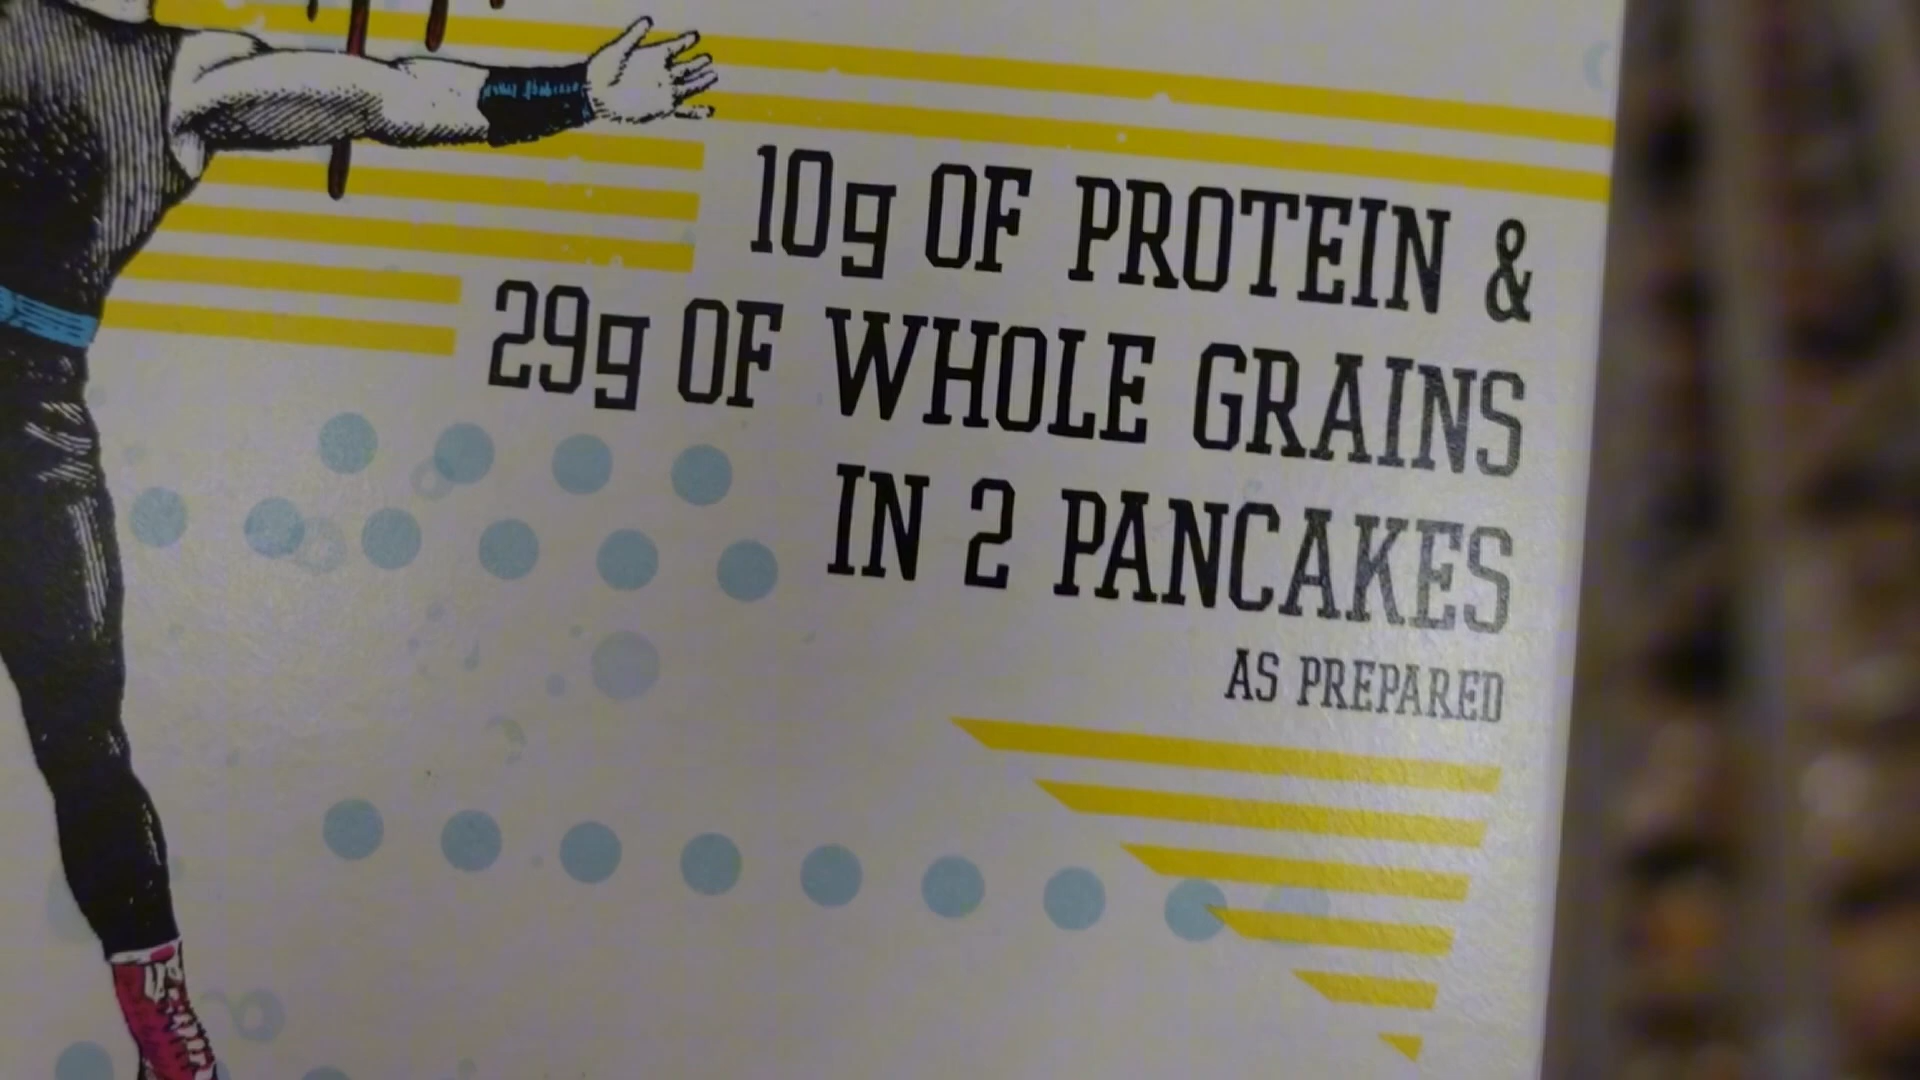 10g OF PROTEIN &
29g OF WHOLE GRAINS
IN 2 PANCAKES
AS PREPARED